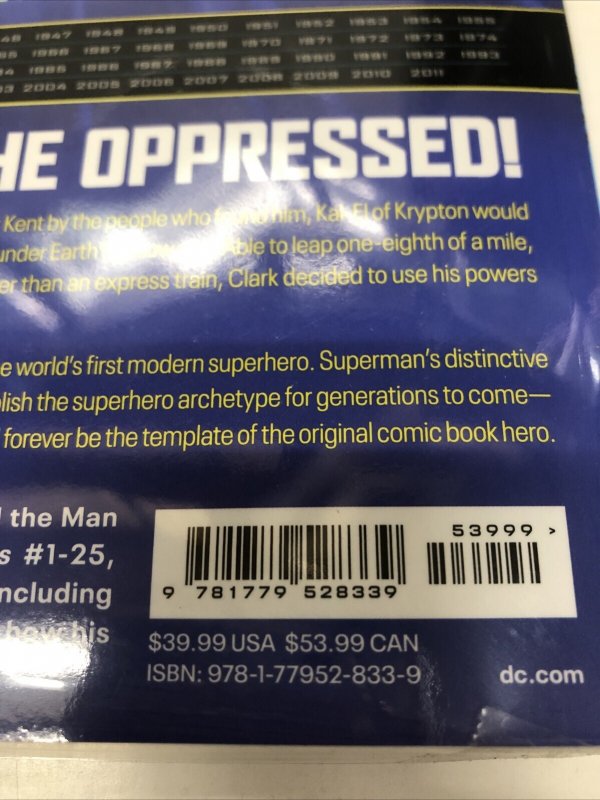 1947 1948 1949 1950 1951 1952 1953 1954 1955
1966 1967 1968 1969 1970 1971 1972 1973 1974
1985 1986 1987 1988 1989 1990 1991 1992 1993
2004 2005 2006 2007 2008 2009 2010 2011
HE OPPRESSED!
Kent by the people who found him, Kal-El of Krypton would
under Earth's able to leap one-eighth of a mile,
er than an express train, Clark decided to use his powers
e world's first modern superhero. Superman's distinctive
lish the superhero archetype for generations to come—
forever be the template of the original comic book hero.
the Man
s #1-25,
ncluding
his
53999 >
9 781779 528339
$39.99 USA $53.99 CAN
ISBN: 978-1-77952-833-9
dc.com